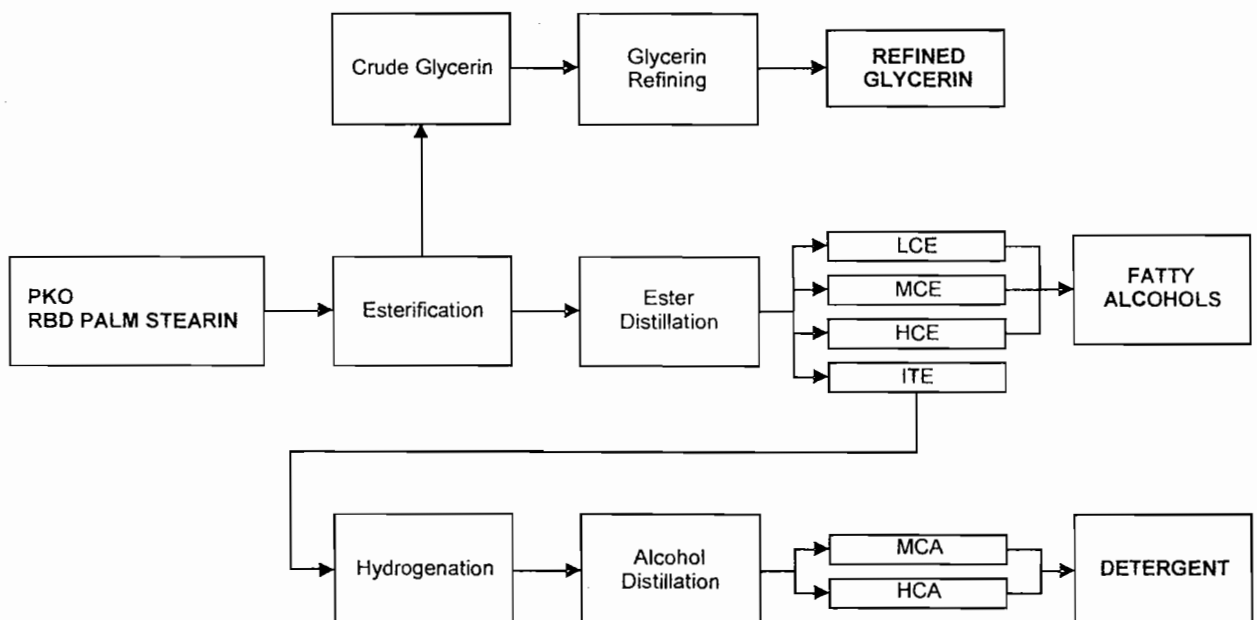 Crude Glycerin
Glycerin
Refining
REFINED
GLYCERIN
PKO
RBD PALM STEARIN
Esterification
Ester
Distillation
LCE
MCE
HCE
ITE
FATTY
ALCOHOLS
Hydrogenation
Alcohol
Distillation
MCA
HCA
DETERGENT